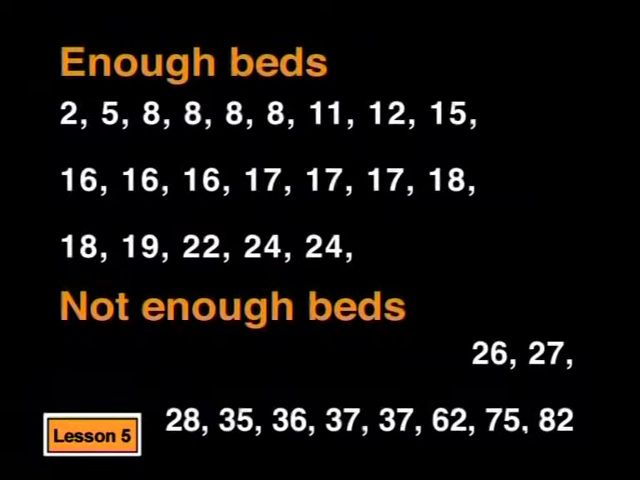 Enough beds
2, 5, 8, 8, 8, 8, 11, 12, 15,
16, 16, 16, 17, 17, 17, 18,
18, 19, 22, 24, 24,
Not enough beds
26, 27,
28, 35, 36, 37, 37, 62, 75, 82
Lesson 5